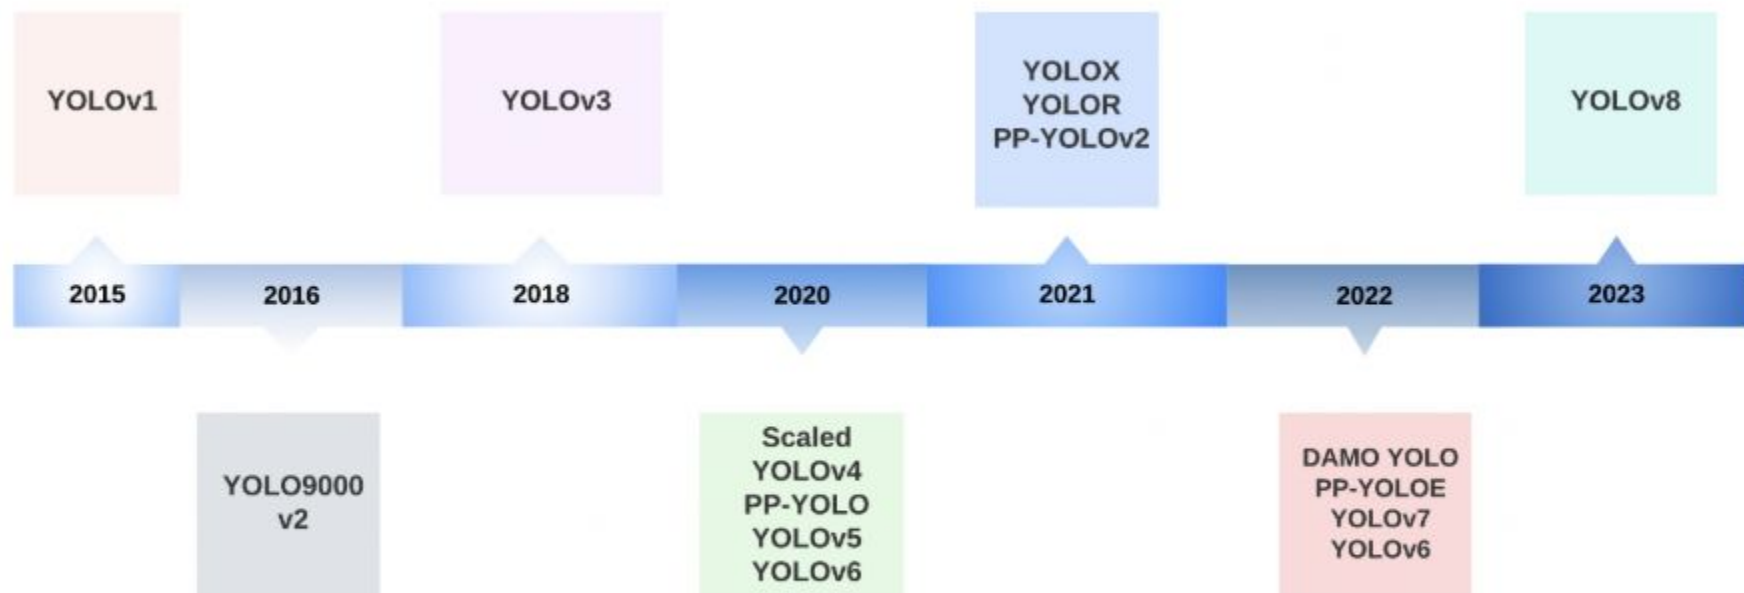 YOLOv1
YOLOv3
YOLOX
YOLOR
PP-YOLOv2
YOLOv8
2015
2016
2018
2020
2021
2022
2023
YOLO9000
v2
Scaled
YOLOv4
PP-YOLO
YOLOv5
YOLOv6
DAMO YOLO
PP-YOLOE
YOLOv7
YOLOv6